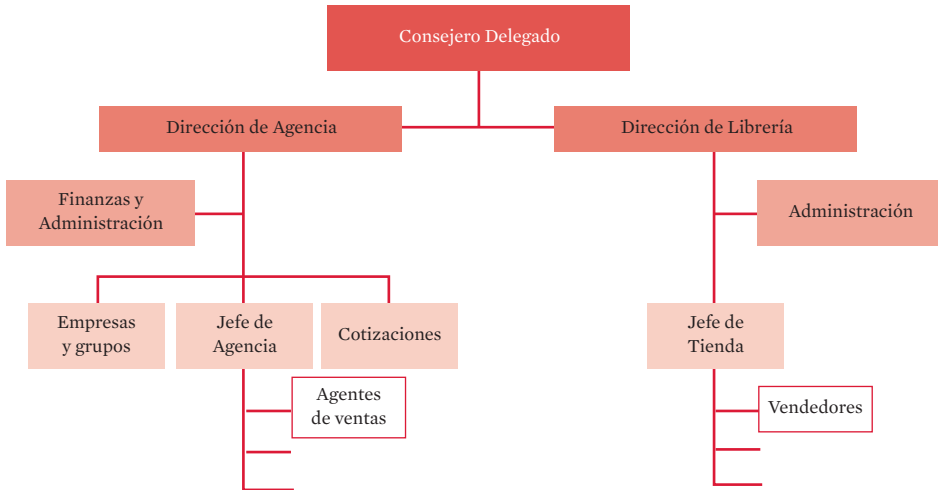 Consejero Delegado
Dirección de Agencia
Dirección de Librería
Finanzas y
Administración
Administración
Empresas
y grupos
Jefe de
Agencia
Cotizaciones
Jefe de
Tienda
Agentes
de ventas
Vendedores